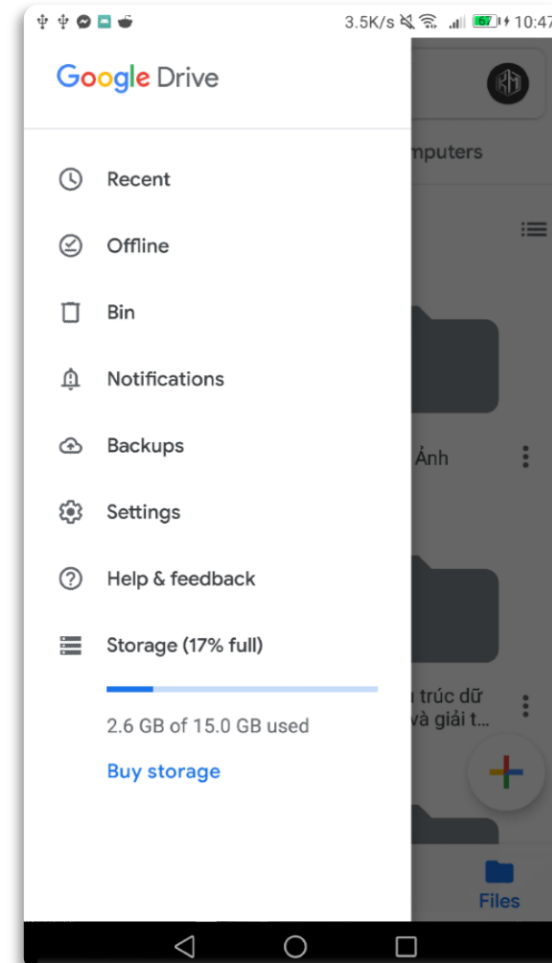 3.5K/s 67 10:47
Google Drive
mputers
Recent
Offline
Bin
Notifications
Backups
Ảnh
Settings
Help & feedback
Storage (17% full)
trúc dữ
và giải t...
2.6 GB of 15.0 GB used
Buy storage
Files